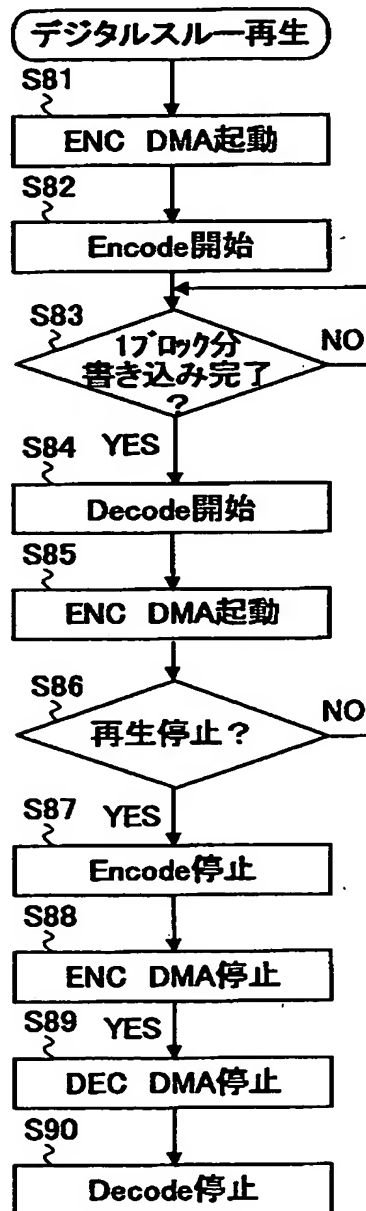 デジタルスルー再生
S81
ENC DMA起動
S82
Encode開始
S83
1ブロック分
書き込み完了
?
NO
S84 YES
Decode開始
S85
ENC DMA起動
S86
再生停止?
NO
S87 YES
Encode停止
S88
ENC DMA停止
S89 YES
DEC DMA停止
S90
Decode停止